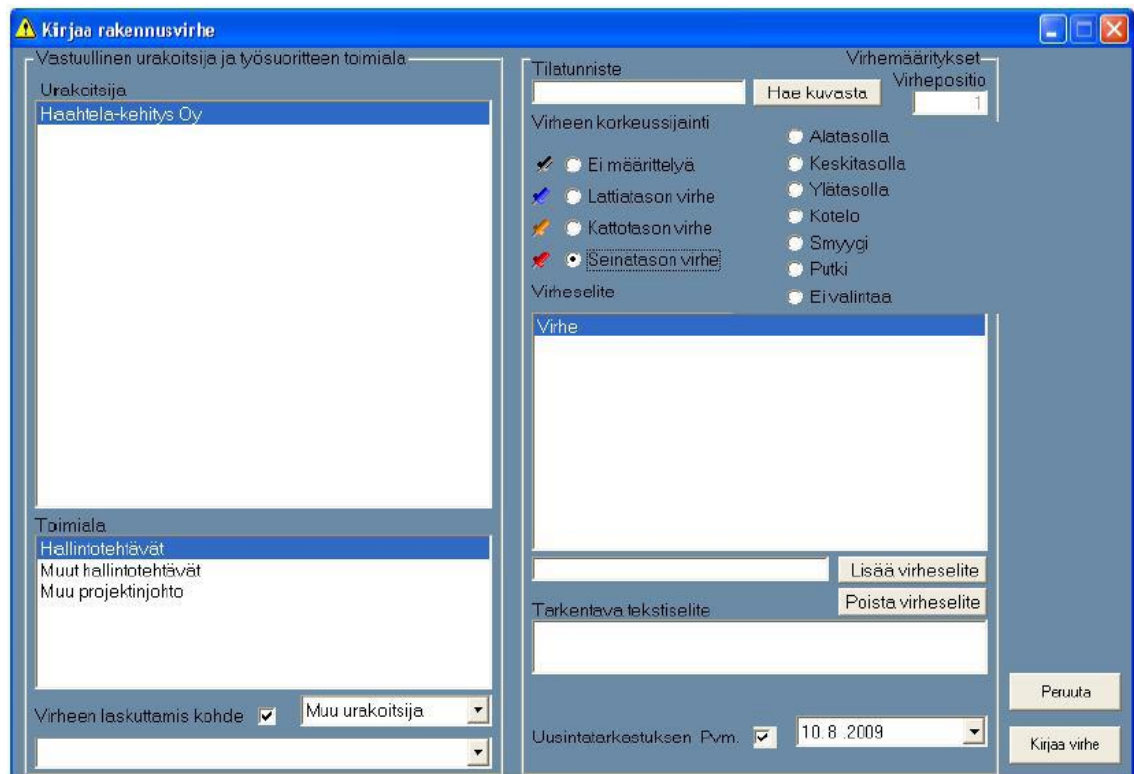 Kirjaa rakennusvirhe
Vastuullinen urakoitsija ja työsuoritteen toimiala
Urakoitsija
Haahtela-kehitys Oy
Toimiala
Hallintotehtävät
Muut hallintotehtävät
Muu projektinjohto
Virheen laskuttamis kohde
Muu urakoitsija
Virhemääritykset
Tilatunniste
Hae kuvasta
Virhepositio
1
Virheen korkeussijainti
Ei määrittelyä
Lattiatason virhe
Kattotason virhe
Seinätason virhe
Alatasolla
Keskitasolla
Ylätasolla
Kotelo
Smyygi
Putki
Ei valintaa
Virheselite
Virhe
Lisää virheselite
Poista virheselite
Tarkentava tekstiselite
Uusintatarkastuksen Pvm.
10. 8 .2009
Peruuta
Kirjaa virhe